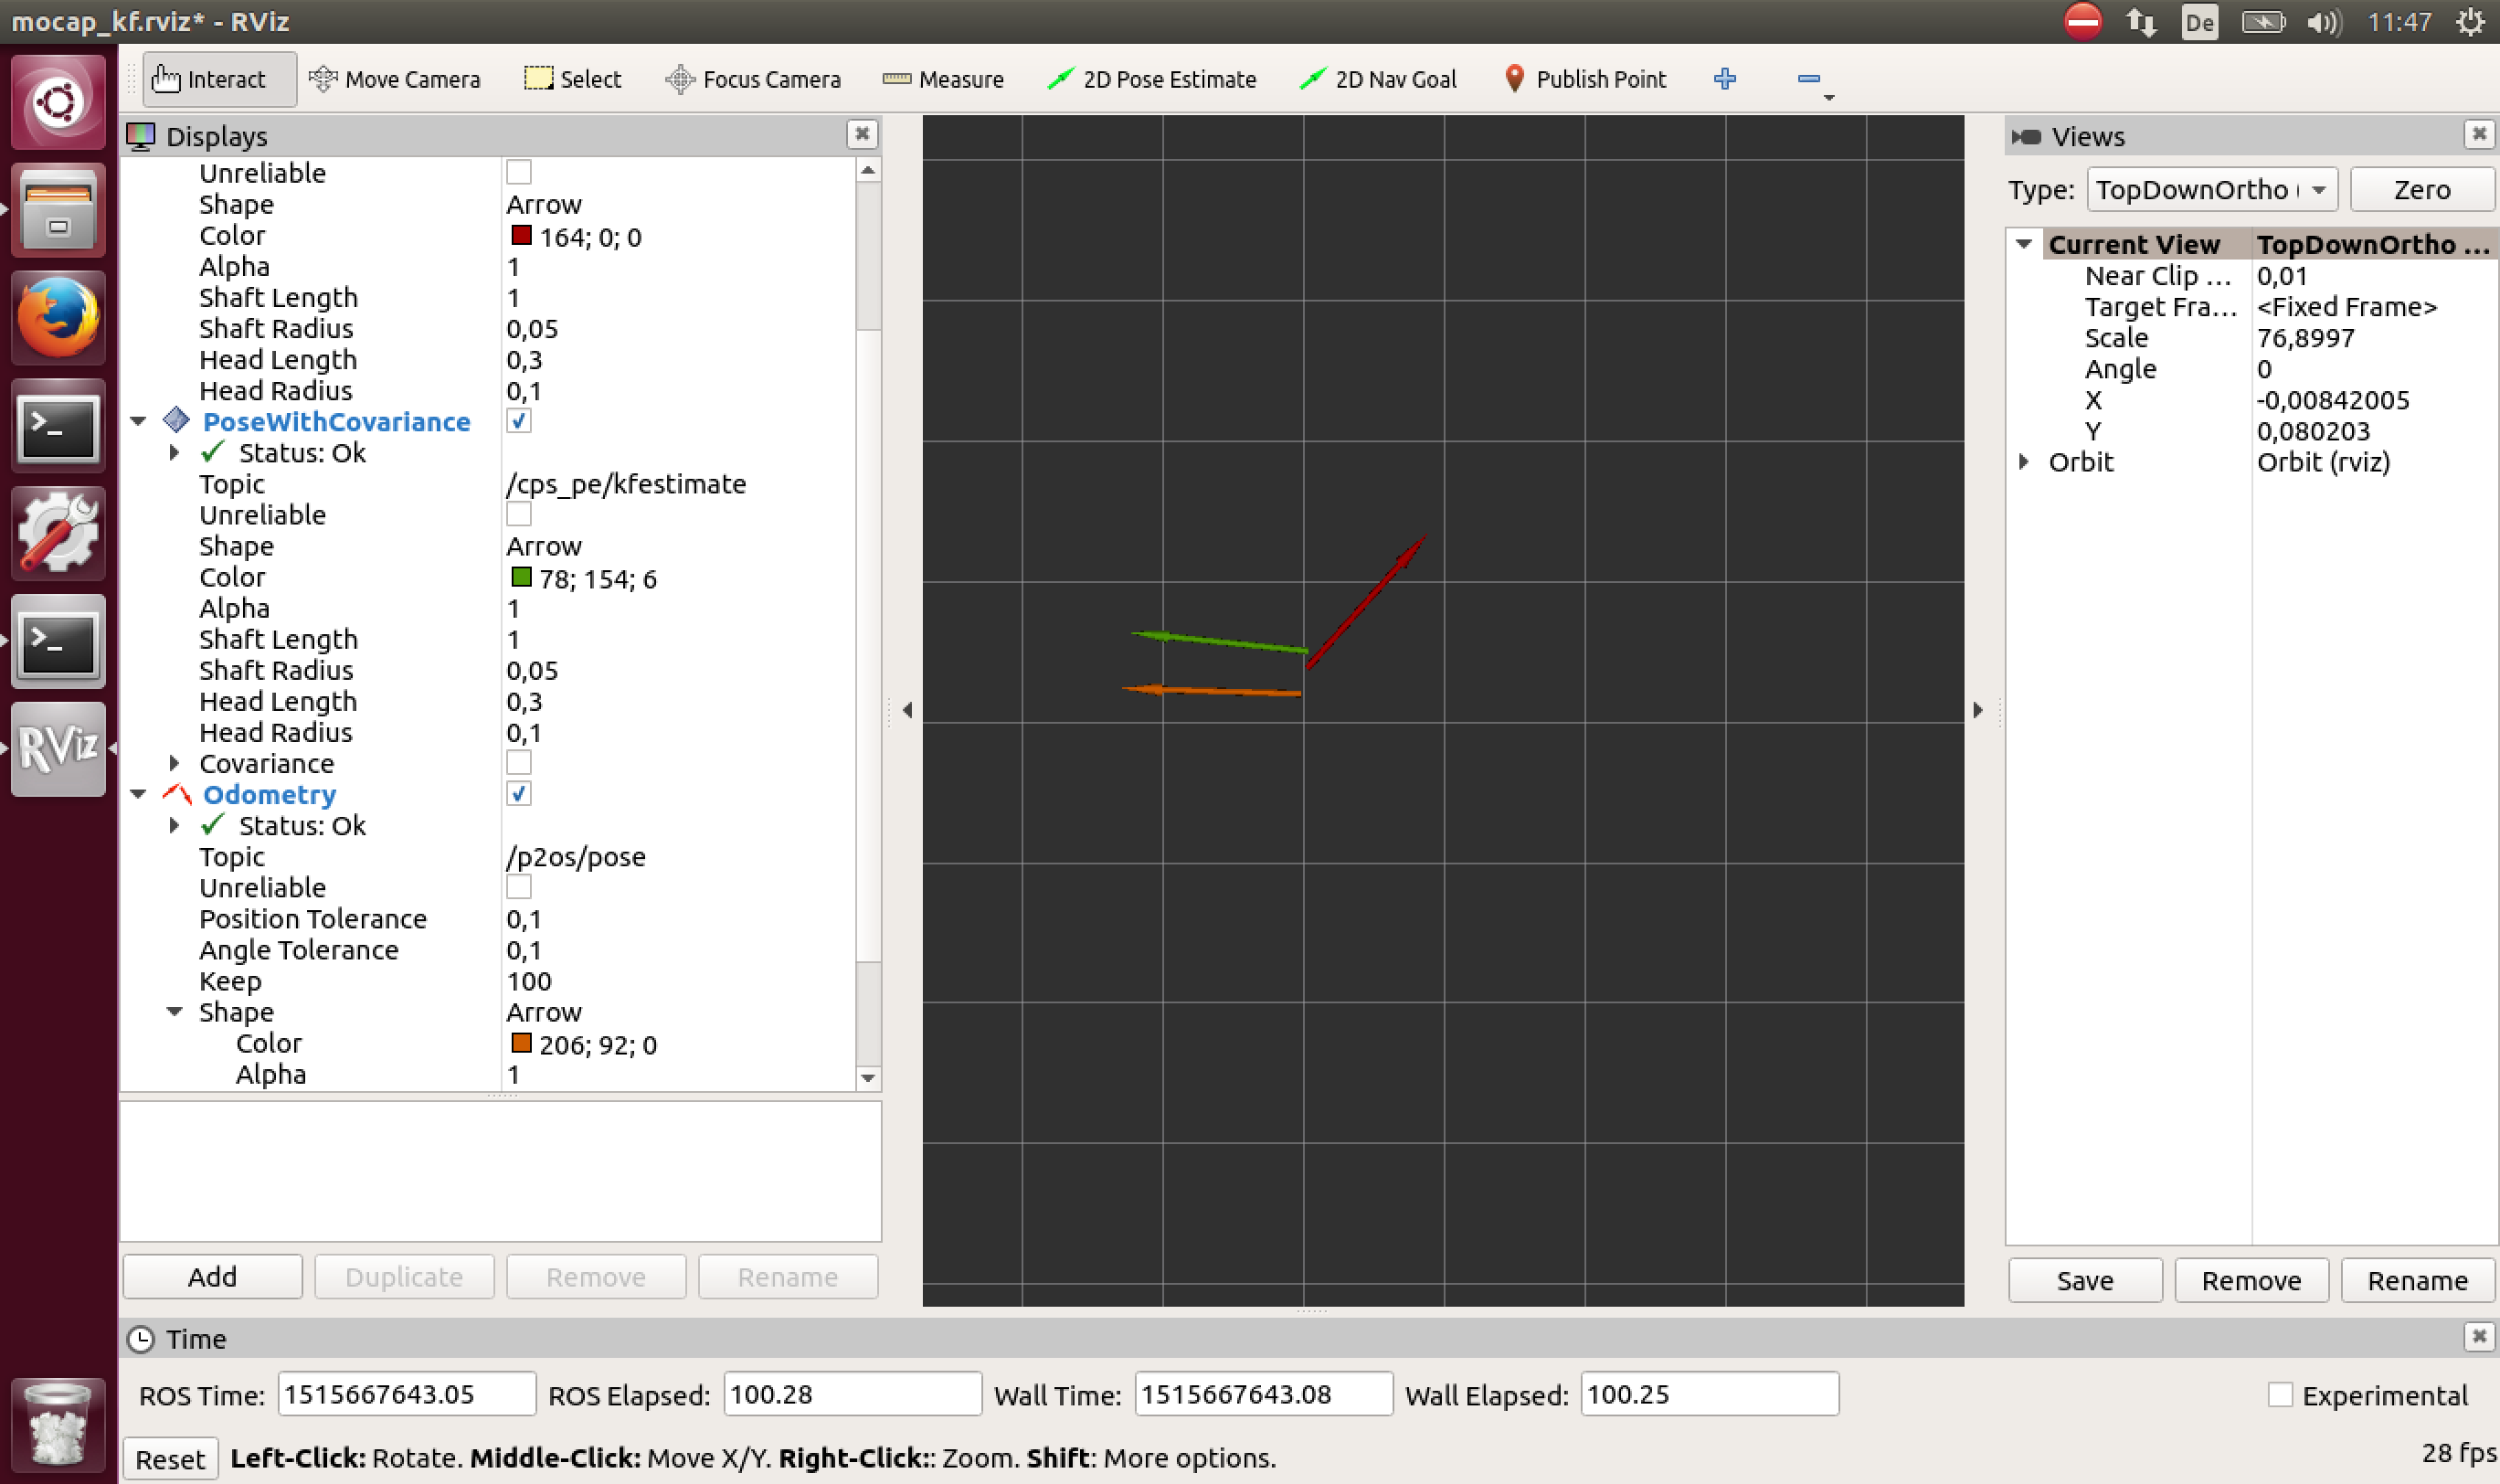 mocap_kf.rviz* - RViz
De
11:47
Interact
Move Camera
Select
Focus Camera
Measure
2D Pose Estimate
2D Nav Goal
Publish Point
Displays
Unreliable
Shape Arrow
Color 164; 0; 0
Alpha 1
Shaft Length 1
Shaft Radius 0,05
Head Length 0,3
Head Radius 0,1
PoseWithCovariance
Status: Ok
Topic /cps_pe/kfestimate
Unreliable
Shape Arrow
Color 78; 154; 6
Alpha 1
Shaft Length 1
Shaft Radius 0,05
Head Length 0,3
Head Radius 0,1
Covariance
Odometry
Status: Ok
Topic /p2os/pose
Unreliable
Position Tolerance 0,1
Angle Tolerance 0,1
Keep 100
Shape Arrow
Color 206; 92; 0
Alpha 1
Add
Duplicate
Remove
Rename
RViz
Views
Type: TopDownOrtho (
Zero
Current View TopDownOrtho ...
Near Clip ... 0,01
Target Fra... <Fixed Frame>
Scale 76,8997
Angle 0
X -0,00842005
Y 0,080203
Orbit Orbit (rviz)
Save
Remove
Rename
Time
ROS Time: 1515667643.05
ROS Elapsed: 100.28
Wall Time: 1515667643.08
Wall Elapsed: 100.25
Experimental
Reset
Left-Click: Rotate. Middle-Click: Move X/Y. Right-Click:: Zoom. Shift: More options.
28 fps